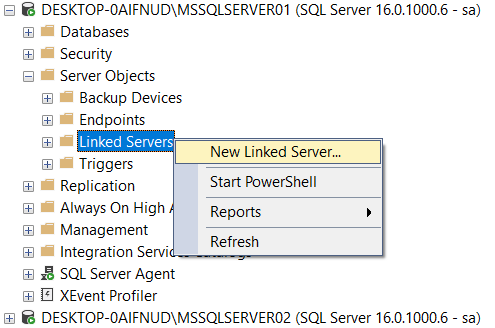 DESKTOP-0AIFNUD\MSSQLSERVER01 (SQL Server 16.0.1000.6 - sa)
Databases
Security
Server Objects
Backup Devices
Endpoints
Linked Servers
New Linked Server...
Triggers
Start PowerShell
Replication
Always On High
Reports
Management
Integration Services
Refresh
SQL Server Agent
XEvent Profiler
DESKTOP-0AIFNUD\MSSQLSERVER02 (SQL Server 16.0.1000.6 - sa)